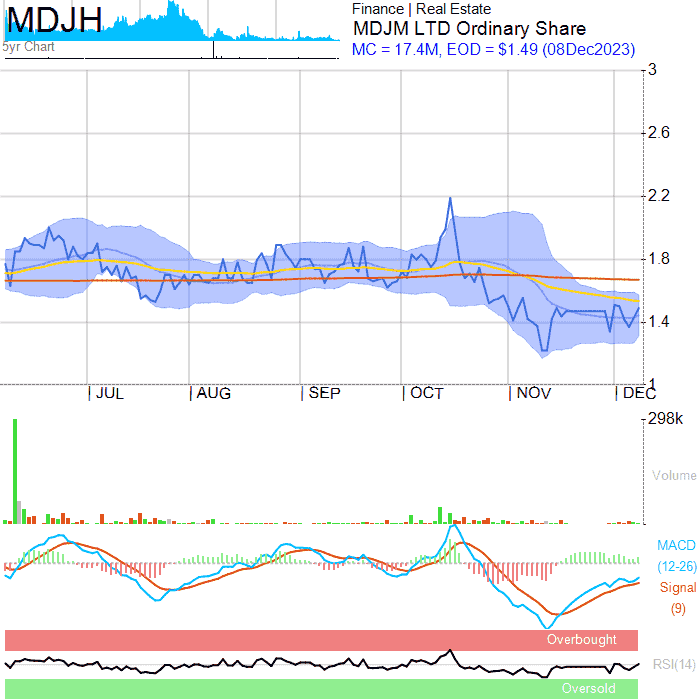 MDJH
5yr Chart
Finance | Real Estate
MDJM LTD Ordinary Share
MC = 17.4M, EOD = $1.49 (08Dec2023)
3
2.6
2.2
1.8
1.4
1
JUL AUG SEP OCT NOV DEC
298k
Volume
MACD
(12-26)
Signal
(9)
Overbought
RSI(14)
Oversold